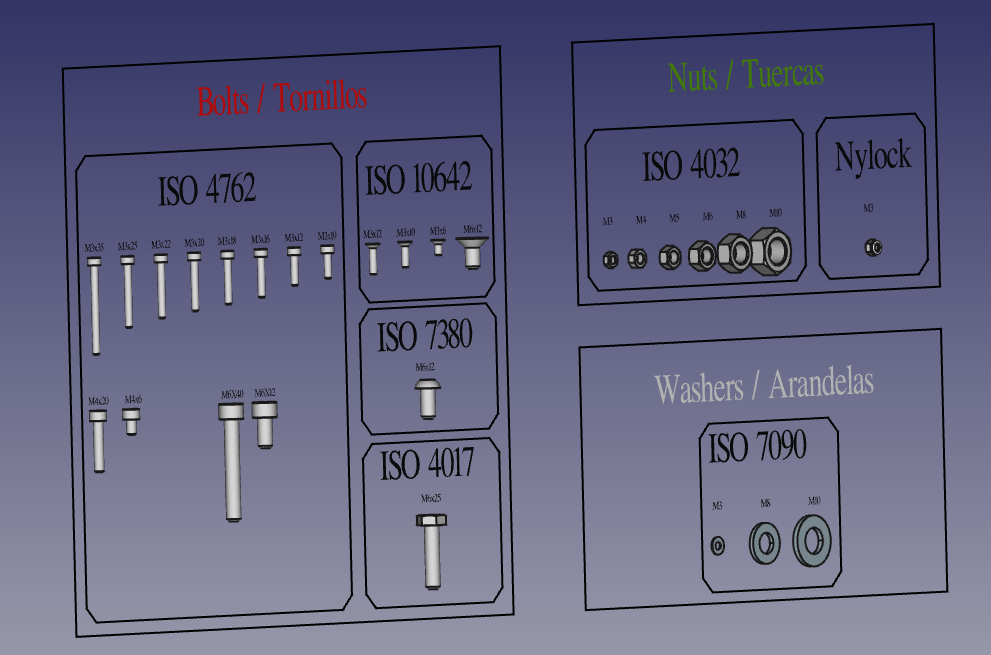 Bolts / Tornillos
ISO 4762
M3x35 M3x25 M3x22 M3x20 M3x18 M3x16 M3x12 M3x10
M4x20 M4x6 M6X40 M6X12
ISO 10642
M3x12 M3x10 M3x6 M6x12
ISO 7380
M6x12
ISO 4017
M6x25
Nuts / Tuercas
ISO 4032
M3 M4 M5 M6 M8 M10
Nylock
M3
Washers / Arandelas
ISO 7090
M3 M8 M10